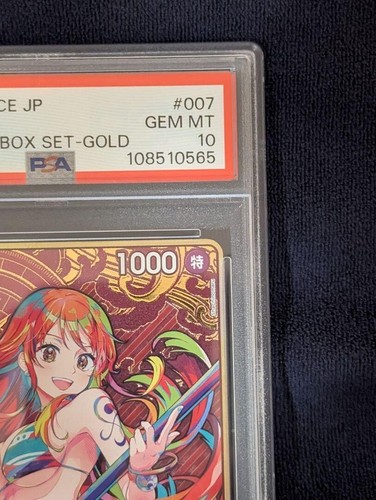 CE JP #007
GEM MT
BOX SET-GOLD 10
PSA 108510565
1000 特